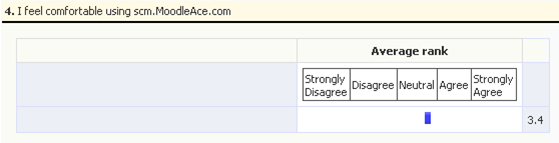 4. I feel comfortable using scm.MoodleAce.com
Average rank
Strongly Disagree Disagree Neutral Agree Strongly Agree
3.4